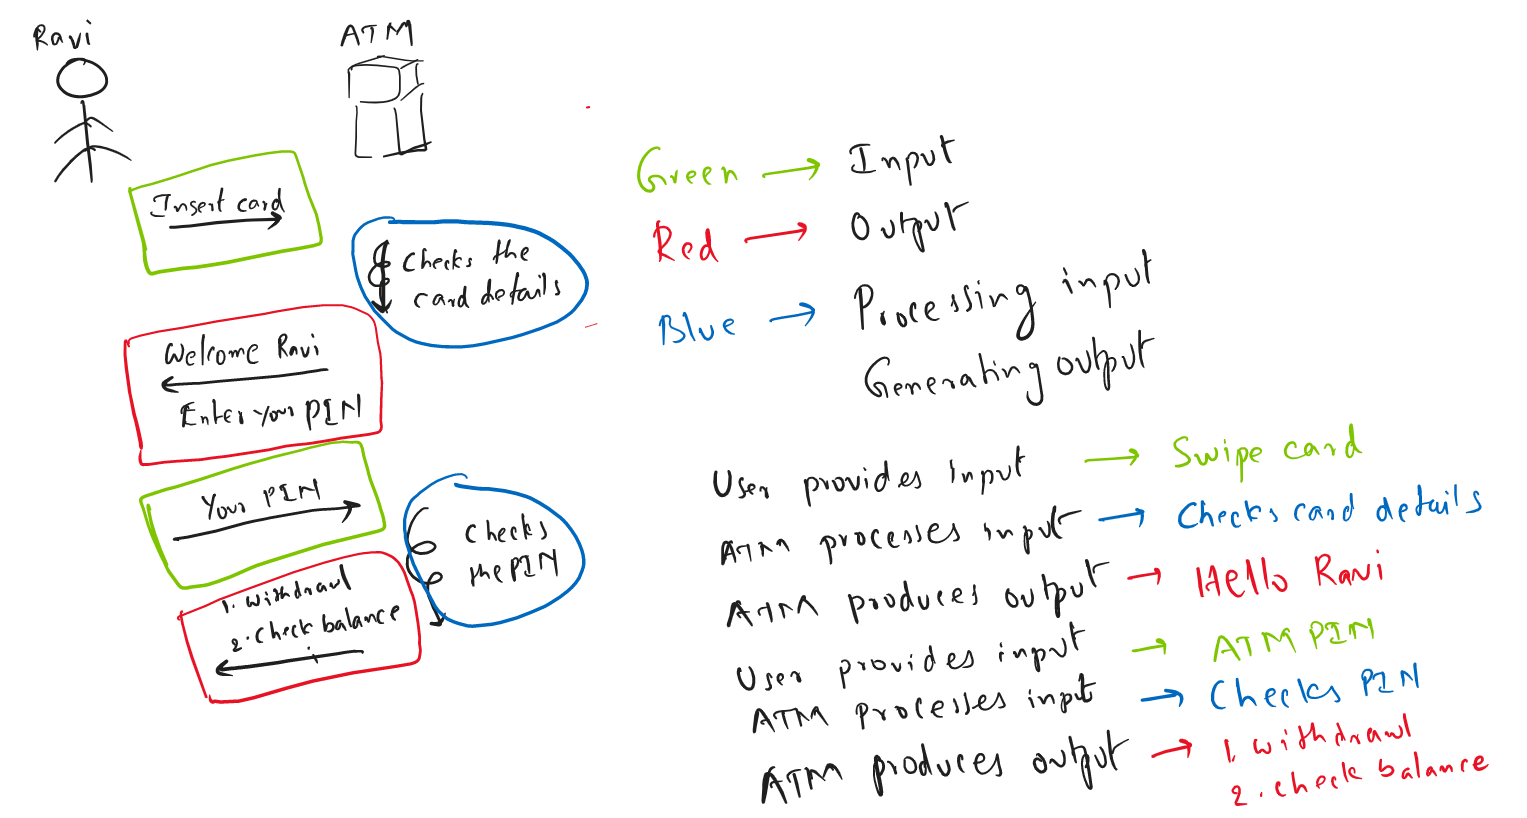 Ravi
ATM
Insert card
Checks the
card details
Welcome Ravi
Enter your PIN
Your PIN
Checks
the PIN
1. withdrawl
2. check balance
Green → Input
Red → Output
Blue → Processing input
Generating output
User provides input → Swipe card
ATM processes input → Checks card details
ATM produces output → Hello Ravi
User provides input → ATM PIN
ATM processes input → Checks PIN
ATM produces output → 1. withdrawl
2. check balance